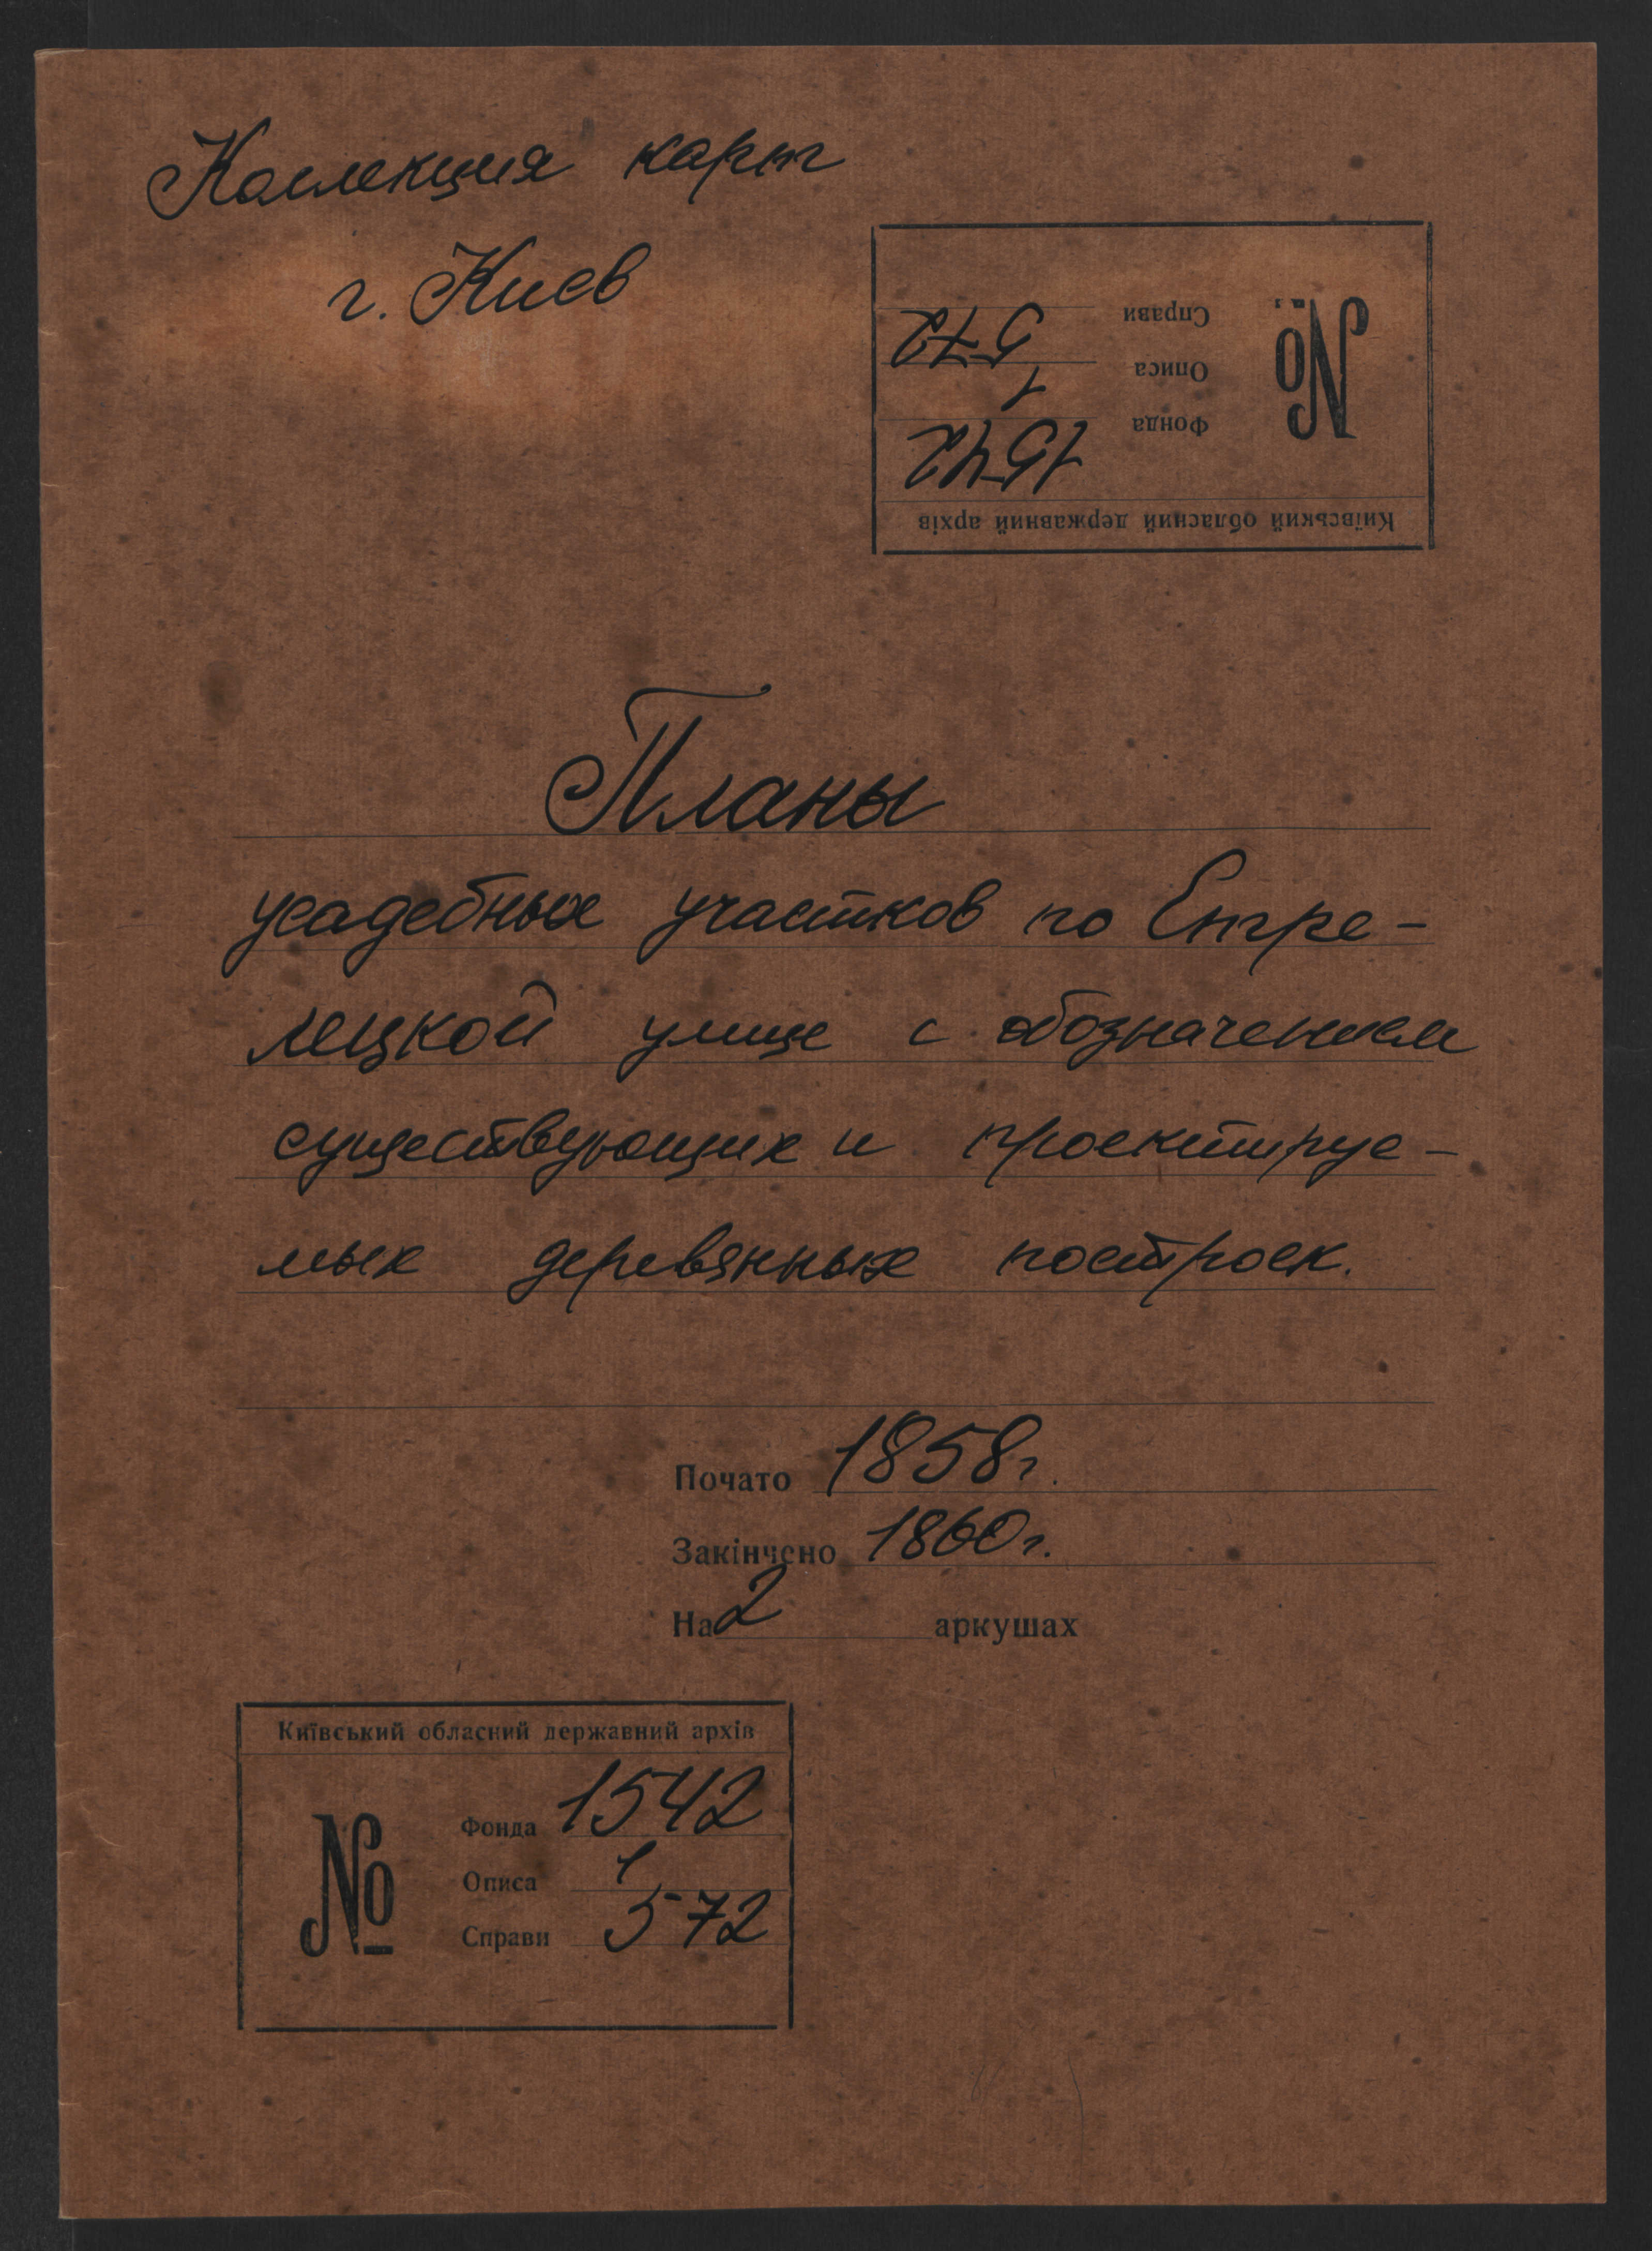 Коллекция карт
г. Киев
Київський обласний державний архів
№
Фонда 1542
Описа 1
Справи 572
Планы
усадебных участков по Стре-
лецкой улице с обозначением
существующих и проектируе-
мых деревянных построек.
Почато 1858 г.
Закінчено 1860 г.
На 2 аркушах
Київський обласний державний архів
№
Фонда 1542
Описа 1
Справи 572